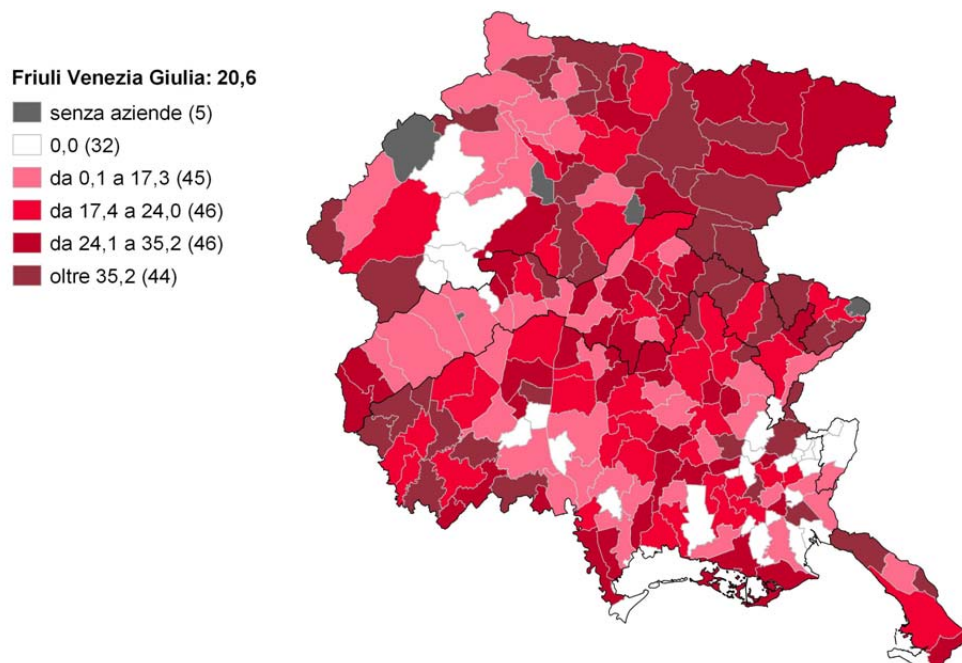 Friuli Venezia Giulia: 20,6
senza aziende (5)
0,0 (32)
da 0,1 a 17,3 (45)
da 17,4 a 24,0 (46)
da 24,1 a 35,2 (46)
oltre 35,2 (44)